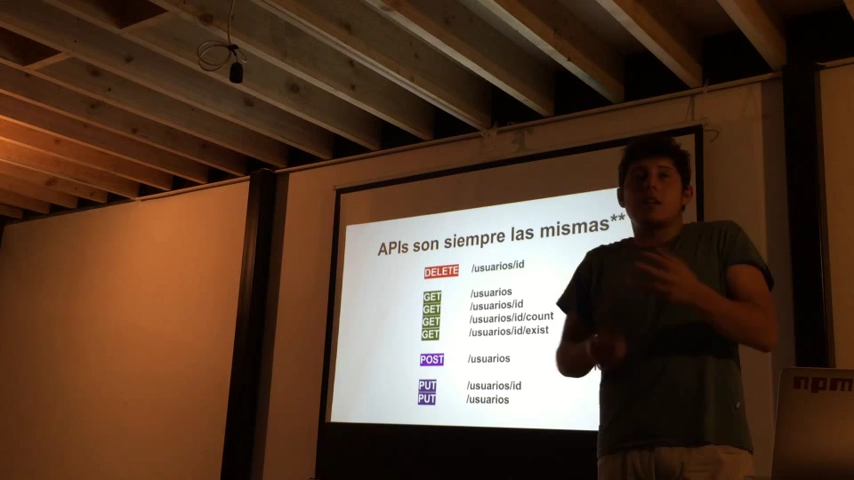 APIs son siempre las mismas**
DELETE /usuarios/id
GET /usuarios
GET /usuarios/id
GET /usuarios/id/count
GET /usuarios/id/exist
POST /usuarios
PUT /usuarios/id
PUT /usuarios
npm